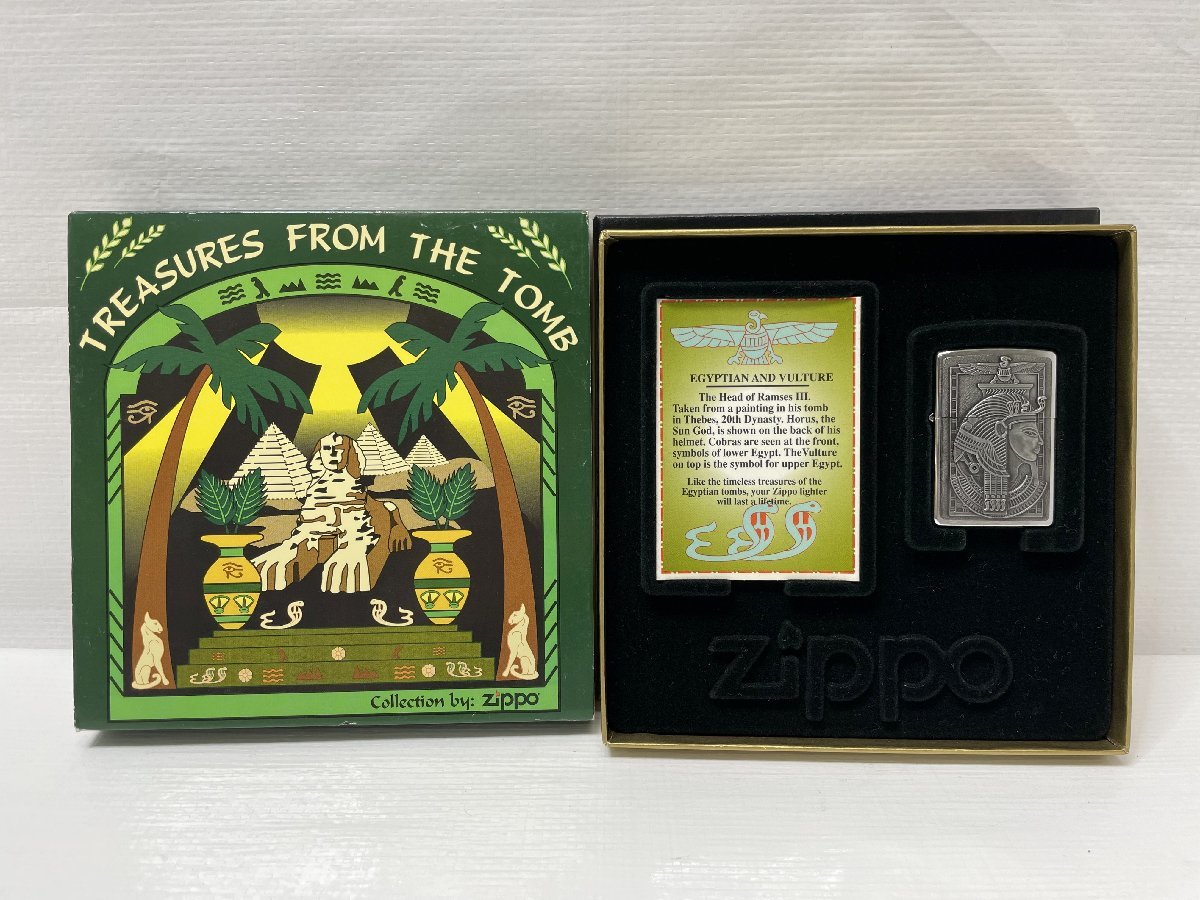 TREASURES FROM THE TOMB
Collection by: Zippo
EGYPTIAN AND VULTURE
The Head of Ramses III.
Taken from a painting in his tomb
in Thebes, 20th Dynasty. Horus, the
Sun God, is shown on the back of his
helmet. Cobras are seen at the front,
symbols of lower Egypt. The Vulture
on top is the symbol for upper Egypt.
Like the timeless treasures of the
Egyptian tombs, your Zippo lighter
will last a lifetime.
zippo